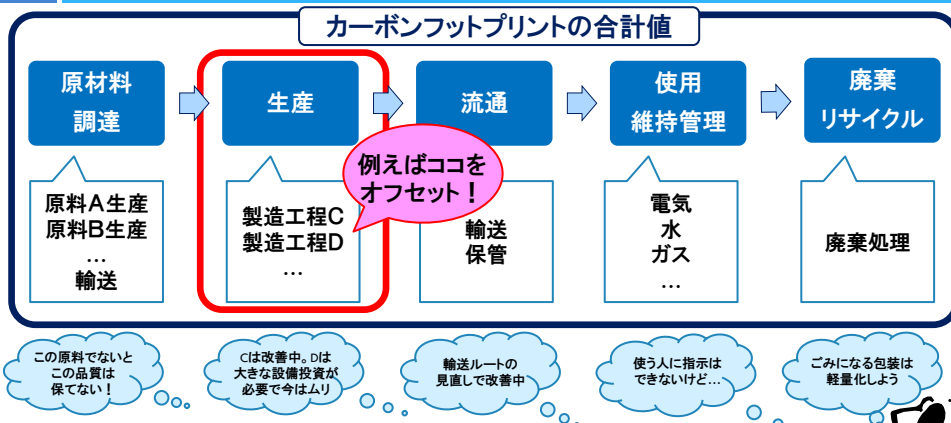 カーボンフットプリントの合計値
原材料
調達
生産
流通
使用
維持管理
廃棄
リサイクル
例えばココを
オフセット！
原料A生産
原料B生産
…
輸送
製造工程C
製造工程D
…
輸送
保管
電気
水
ガス
…
廃棄処理
この原料でないと
この品質は
保てない！
Cは改善中。Dは
大きな設備投資が
必要で今はムリ
輸送ルートの
見直しで改善中
使う人に指示は
できないけど…
ごみになる包装は
軽量化しよう